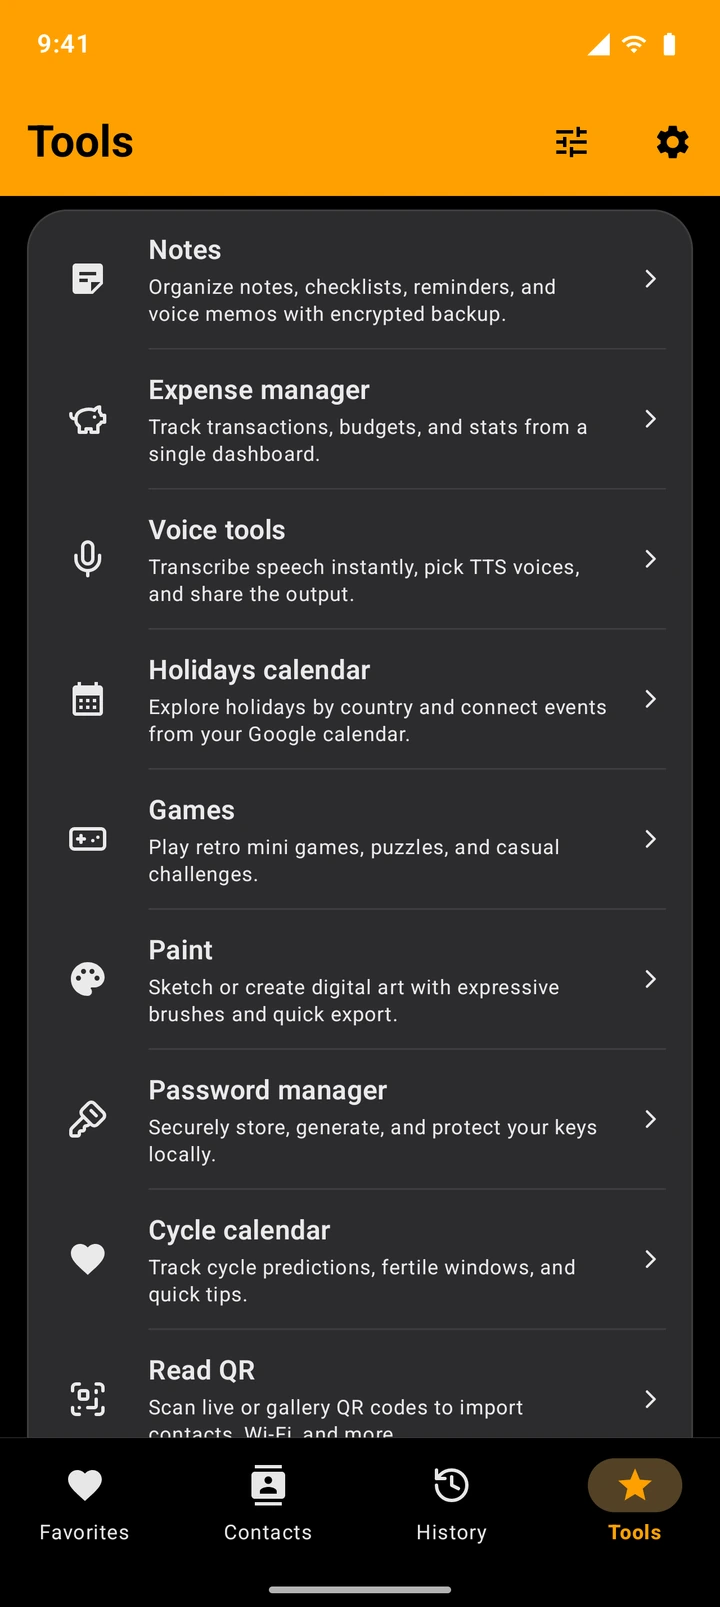 9:41
Tools
Notes
Organize notes, checklists, reminders, and
voice memos with encrypted backup.
Expense manager
Track transactions, budgets, and stats from a
single dashboard.
Voice tools
Transcribe speech instantly, pick TTS voices,
and share the output.
Holidays calendar
Explore holidays by country and connect events
from your Google calendar.
Games
Play retro mini games, puzzles, and casual
challenges.
Paint
Sketch or create digital art with expressive
brushes and quick export.
Password manager
Securely store, generate, and protect your keys
locally.
Cycle calendar
Track cycle predictions, fertile windows, and
quick tips.
Read QR
Scan live or gallery QR codes to import
contacts, Wi-Fi, and more.
Favorites
Contacts
History
Tools